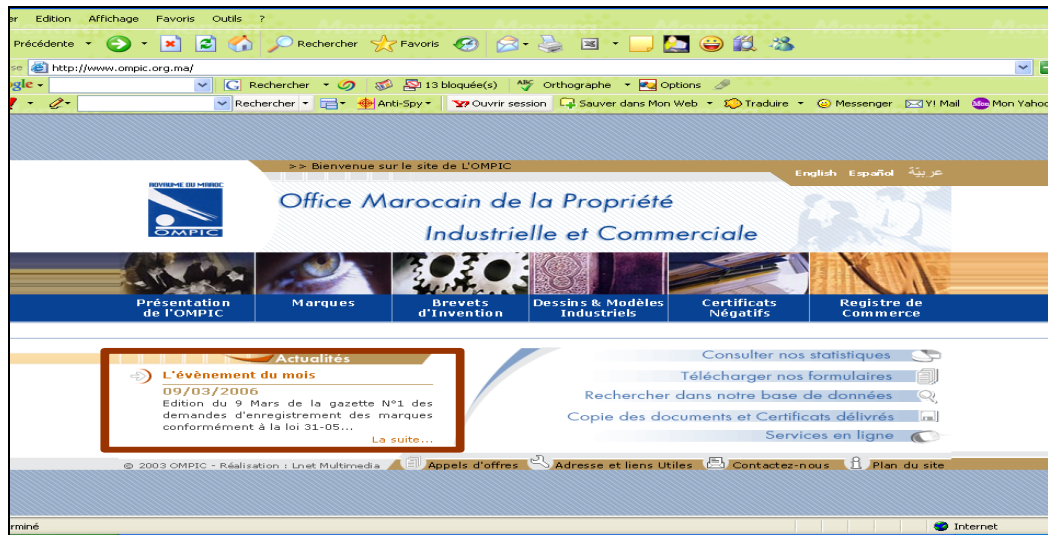 Edition Affichage Favoris Outils ?
Précédente Rechercher Favoris
http://www.ompic.org.ma/
Rechercher 13 bloquée(s) Orthographe Options
Rechercher Anti-Spy Ouvrir session Sauver dans Mon Web Traduire Messenger Y! Mail Mon Yahoo
>> Bienvenue sur le site de L'OMPIC
English Español عربيّة
ROYAUME DU MAROC
OMPIC
Office Marocain de la Propriété
Industrielle et Commerciale
Présentation de l'OMPIC
Marques
Brevets d'Invention
Dessins & Modèles Industriels
Certificats Négatifs
Registre de Commerce
Actualités
L'évènement du mois
09/03/2006
Edition du 9 Mars de la gazette N°1 des
demandes d'enregistrement des marques
conformément à la loi 31-05...
La suite...
Consulter nos statistiques
Télécharger nos formulaires
Rechercher dans notre base de données
Copie des documents et Certificats délivrés
Services en ligne
© 2003 OMPIC - Réalisation : Lnet Multimedia Appels d'offres Adresse et liens Utiles Contactez-nous Plan du site
Internet